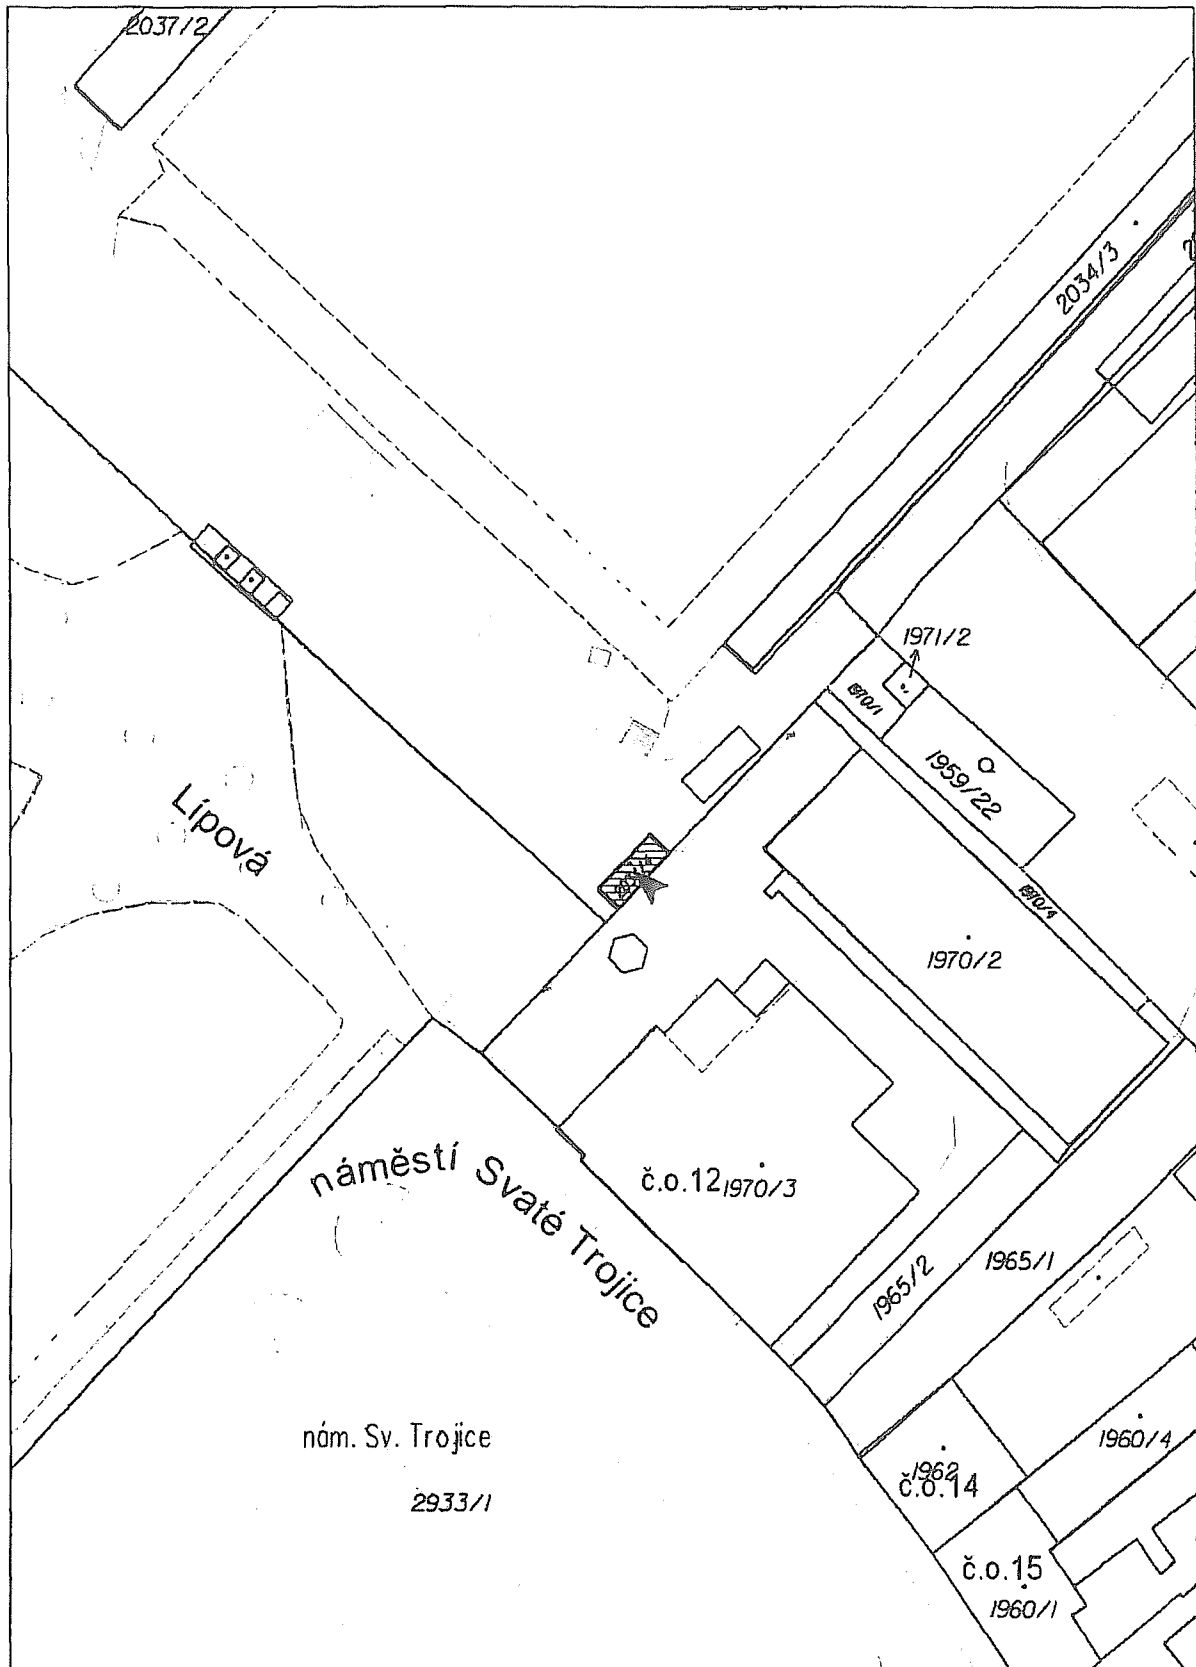 2037/2
2034/3
1971/2
1970/1
1959/22
Lípová
1970/4
1970/2
náměstí Svaté Trojice
č.o.12 1970/3
1965/2
1965/1
nám. Sv. Trojice
2933/1
1960/4
1962
č.o.14
č.o.15
1960/1